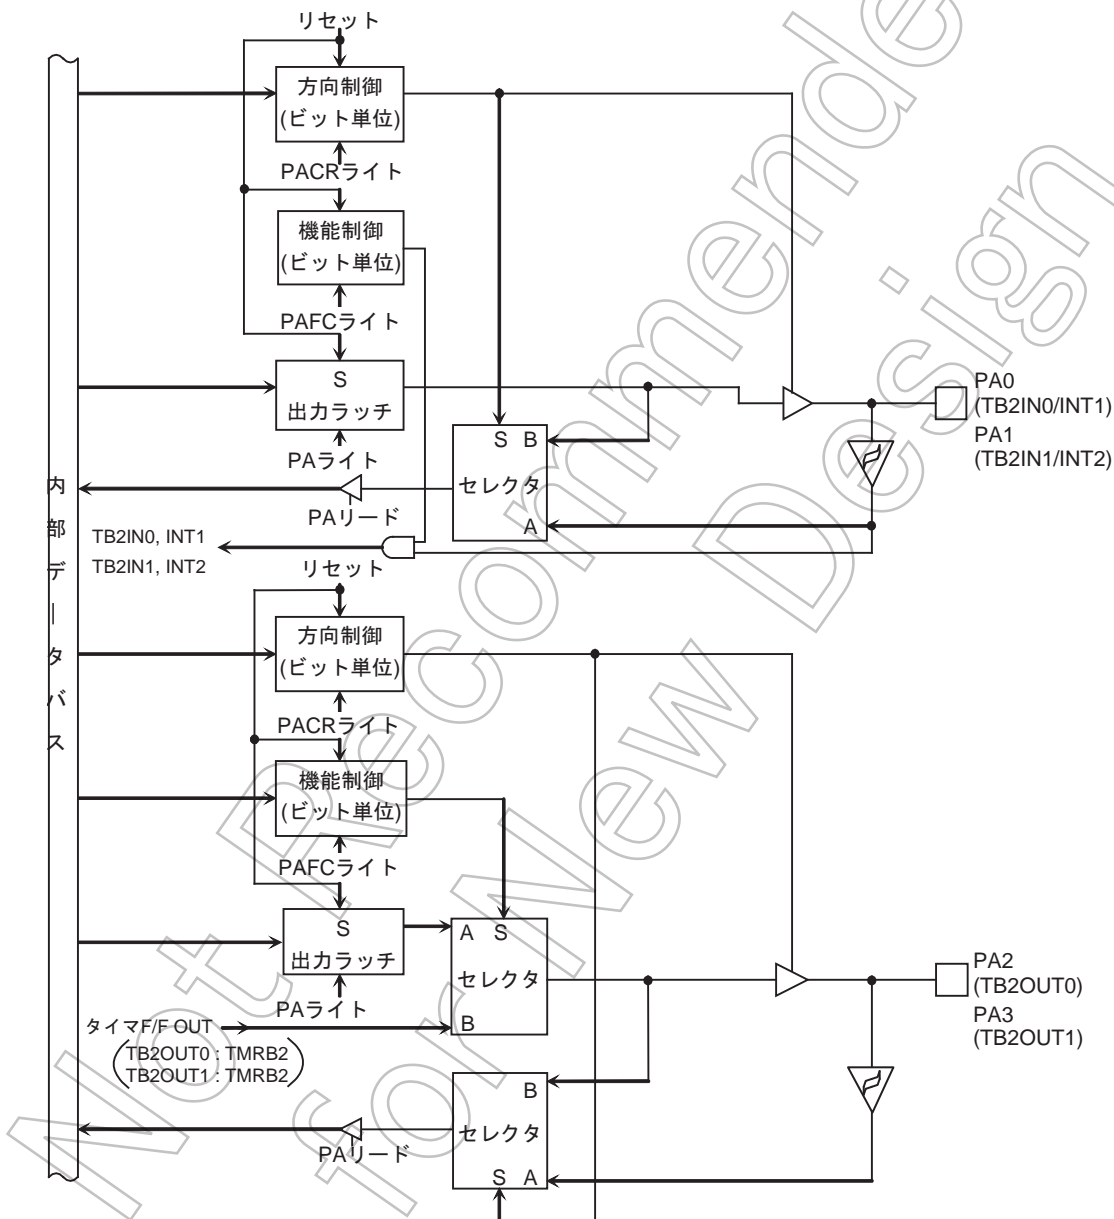 リセット
方向制御
(ビット単位)
PACRライト
機能制御
(ビット単位)
PAFCライト
S
出力ラッチ
PAライト
S B
セレクタ
A
PAリード
PA0
(TB2IN0/INT1)
PA1
(TB2IN1/INT2)
TB2IN0, INT1
TB2IN1, INT2
内部データバス
リセット
方向制御
(ビット単位)
PACRライト
機能制御
(ビット単位)
PAFCライト
S
出力ラッチ
PAライト
A S
セレクタ
B
タイマF/F OUT
(TB2OUT0 : TMRB2
TB2OUT1 : TMRB2)
PA2
(TB2OUT0)
PA3
(TB2OUT1)
B
セレクタ
S A
PAリード
Not Recommended
for New Design